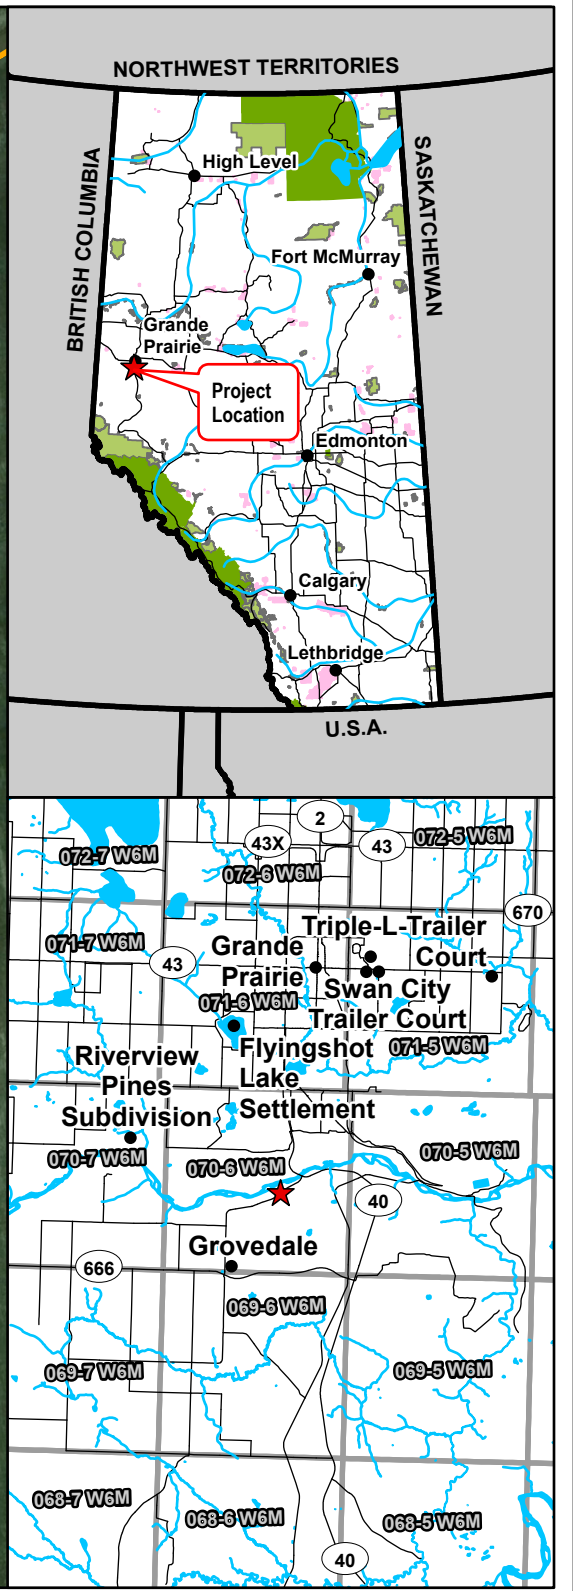 NORTHWEST TERRITORIES
BRITISH COLUMBIA
SASKATCHEWAN
High Level
Fort McMurray
Grande
Prairie
Project
Location
Edmonton
Calgary
Lethbridge
U.S.A.
2
43X
43
072-5 W6M
072-7 W6M
072-6 W6M
670
Triple-L-Trailer
Court
071-7 W6M
43
Grande
Prairie
Swan City
Trailer Court
071-6 W6M
071-5 W6M
Flyingshot
Lake
Settlement
Riverview
Pines
Subdivision
070-7 W6M
070-6 W6M
070-5 W6M
40
Grovedale
666
069-6 W6M
069-7 W6M
069-5 W6M
068-7 W6M
068-6 W6M
068-5 W6M
40